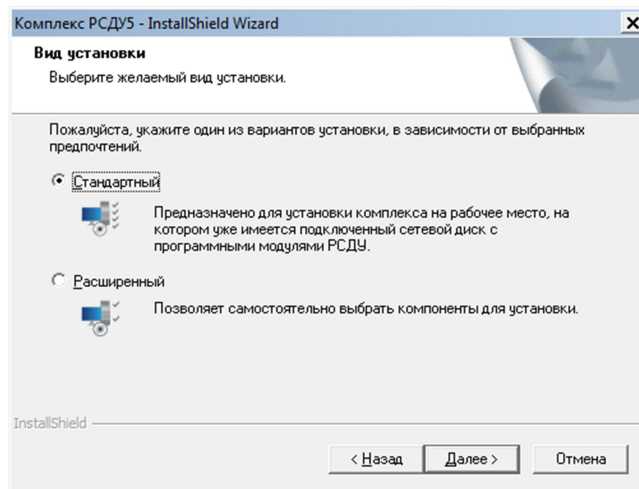 Комплекс РСДУ5 - InstallShield Wizard
Вид установки
Выберите желаемый вид установки.
Пожалуйста, укажите один из вариантов установки, в зависимости от выбранных
предпочтений.
Стандартный
Предназначено для установки комплекса на рабочее место, на
котором уже имеется подключенный сетевой диск с
программными модулями РСДУ.
Расширенный
Позволяет самостоятельно выбрать компоненты для установки.
InstallShield
< Назад
Далее >
Отмена